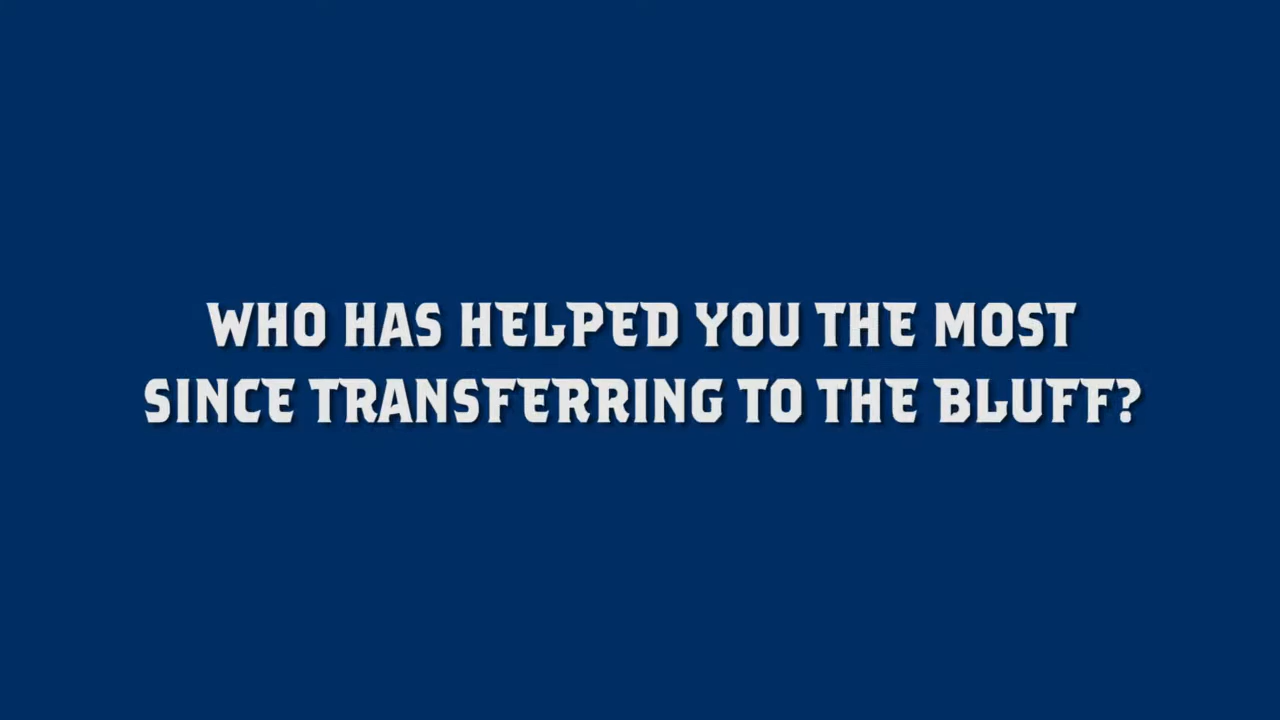 WHO HAS HELPED YOU THE MOST
SINCE TRANSFERRING TO THE BLUFF?